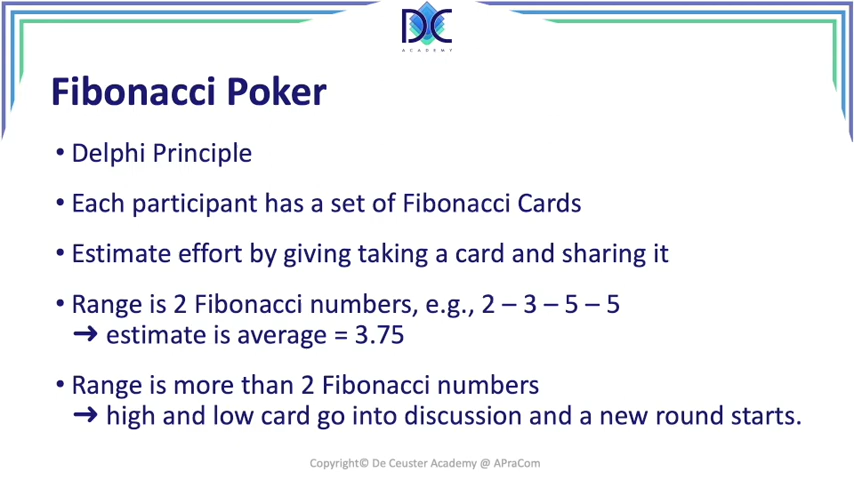 DC
ACADEMY
Fibonacci Poker
• Delphi Principle
• Each participant has a set of Fibonacci Cards
• Estimate effort by giving taking a card and sharing it
• Range is 2 Fibonacci numbers, e.g., 2 – 3 – 5 – 5
➔ estimate is average = 3.75
• Range is more than 2 Fibonacci numbers
➔ high and low card go into discussion and a new round starts.
Copyright© De Ceuster Academy @ APraCom